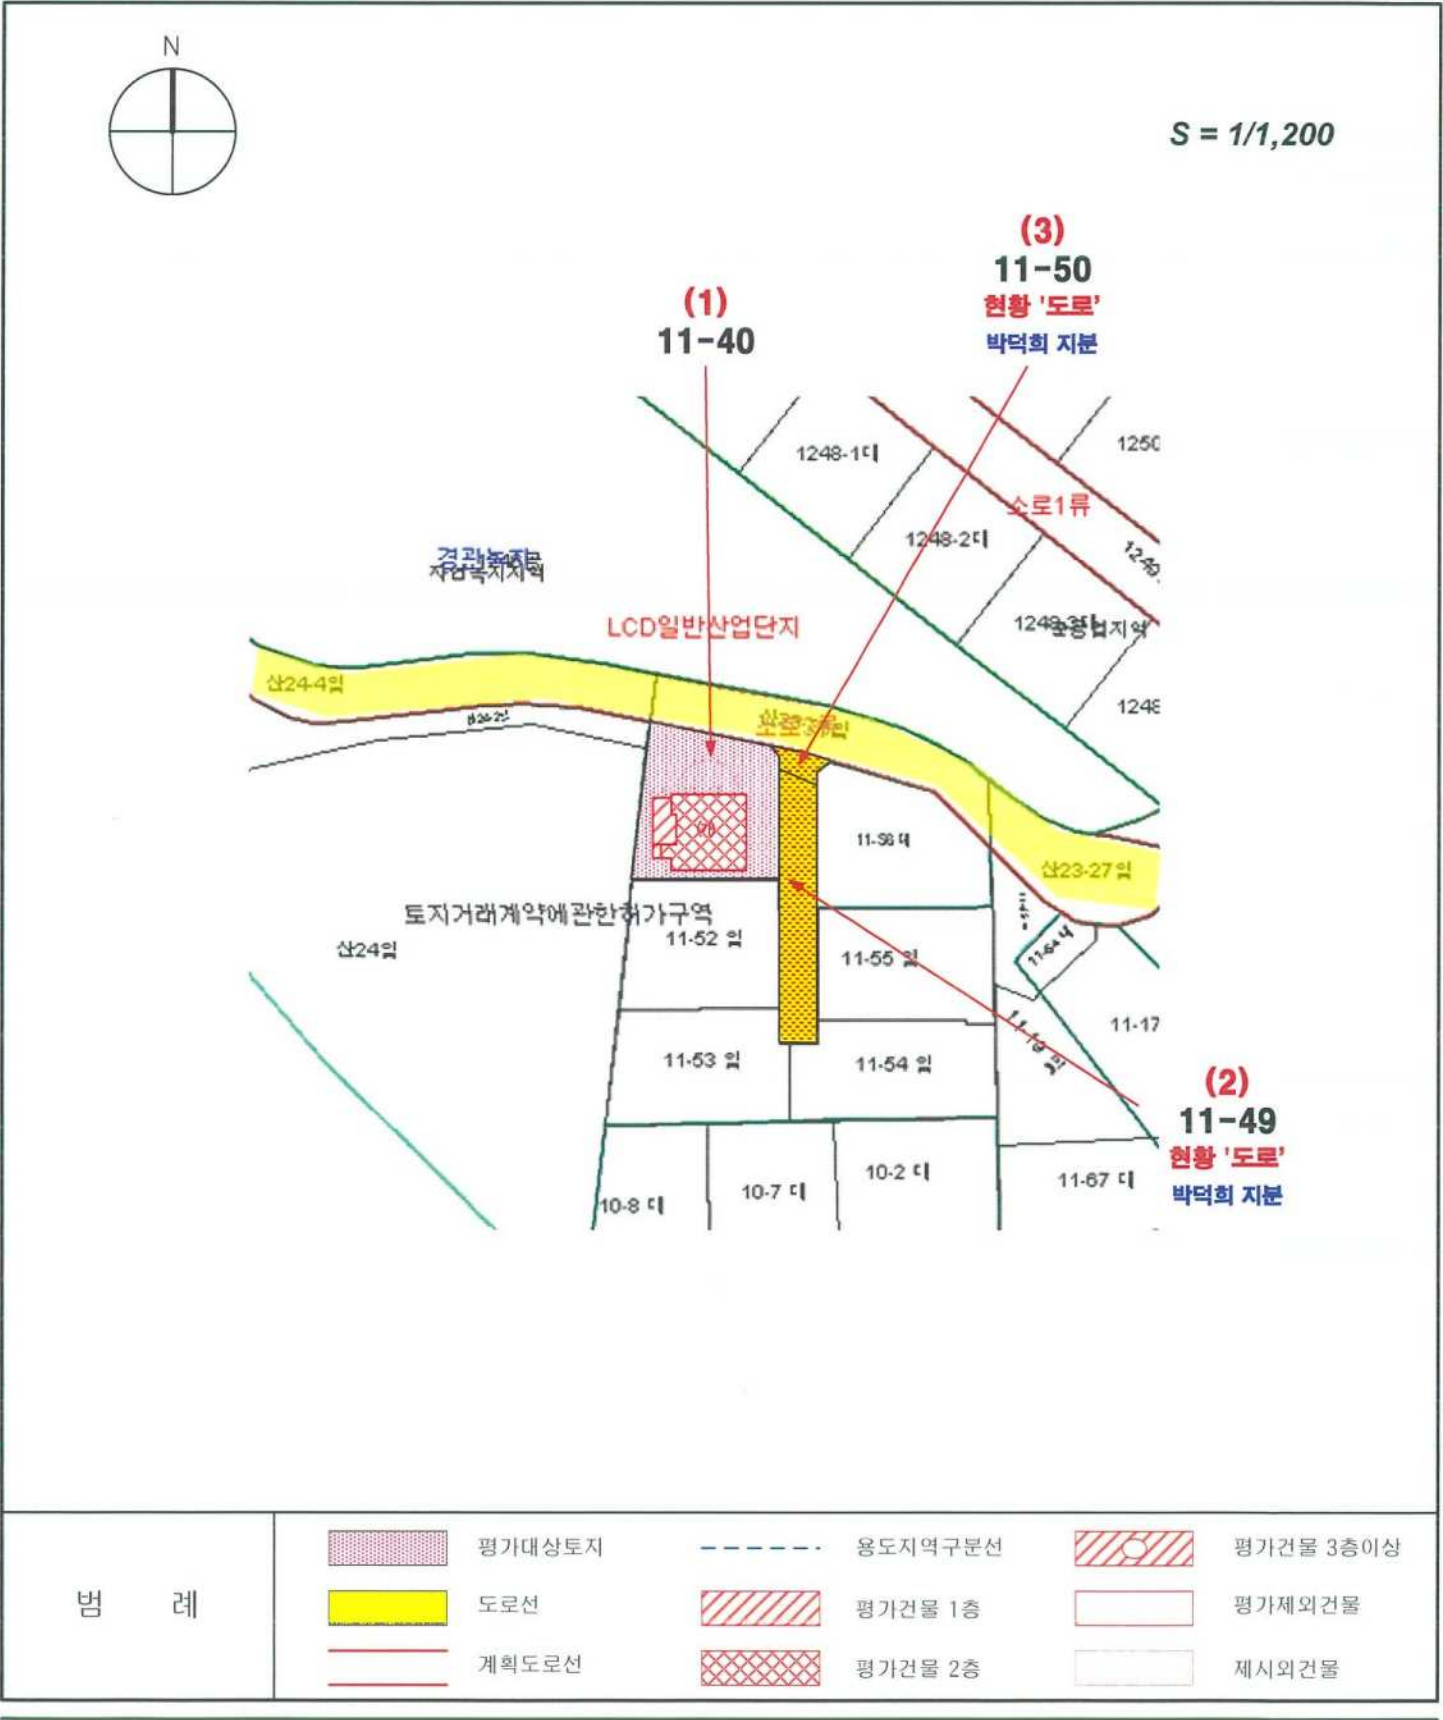 N
S = 1/1,200
(3)
11-50
현황 '도로'
박덕희 지분
(1)
11-40
1248-1대
1250
소로1류
1248-2대
경관녹지
자연녹지지역
1248-3대
LCD일반산업단지
1248
산24-4임
11-56 대
산23-27임
토지거래계약에관한허가구역
산24임
11-52 임
11-55 임
11-64 대
11-17
11-53 임
11-54 임
(2)
11-49
현황 '도로'
박덕희 지분
10-8 대
10-7 대
10-2 대
11-67 대
범 례
평가대상토지
용도지역구분선
평가건물 3층이상
도로선
평가건물 1층
평가제외건물
계획도로선
평가건물 2층
제시외건물